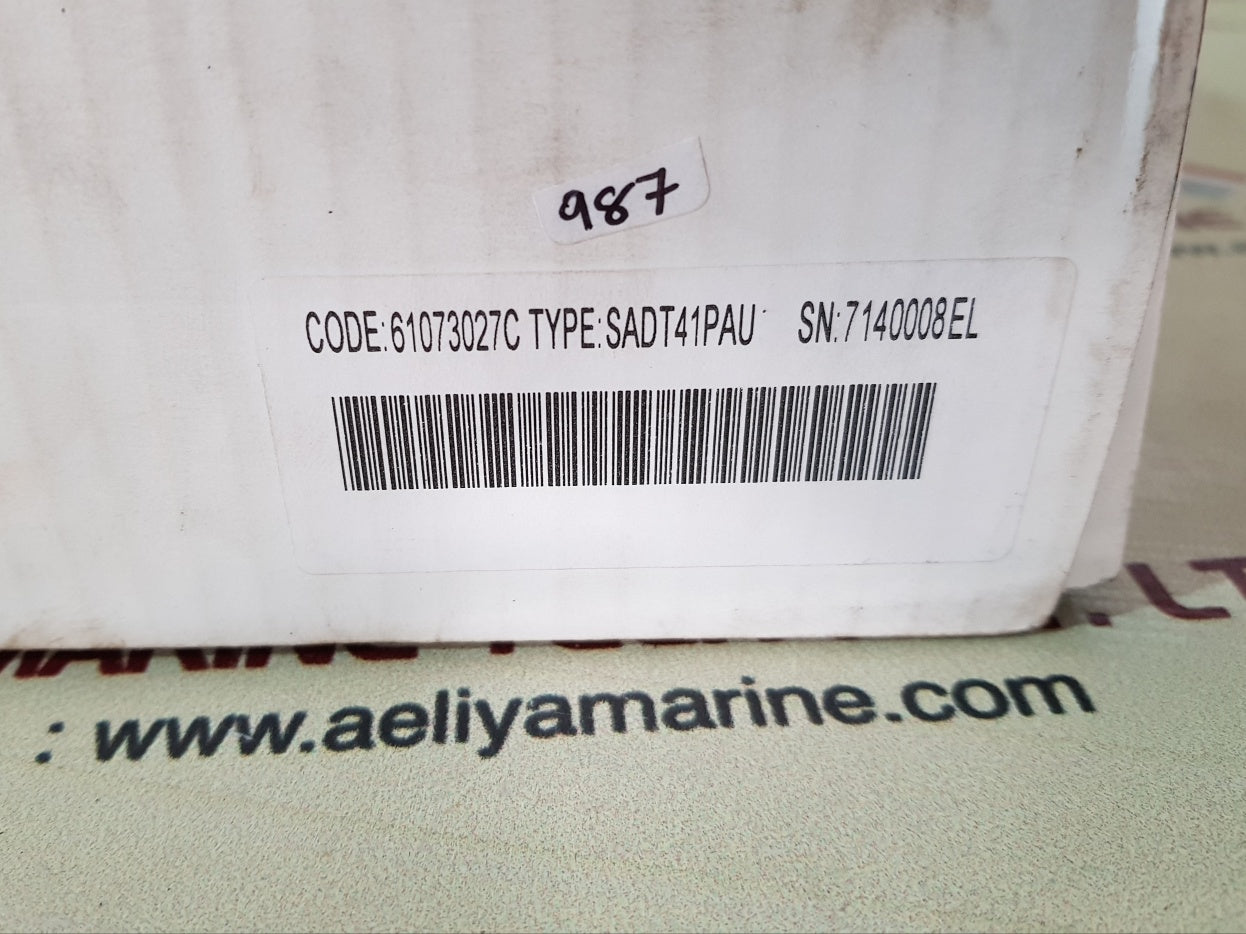 987
CODE:61073027C TYPE:SADT41PAU SN:7140008EL
: www.aeliyamarine.com